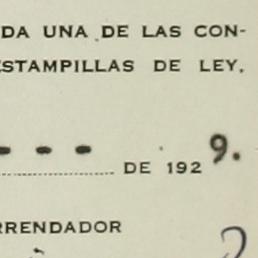 DA UNA DE LAS CON-
ESTAMPILLAS DE LEY.
- - -
DE 192 9.
RRENDADOR